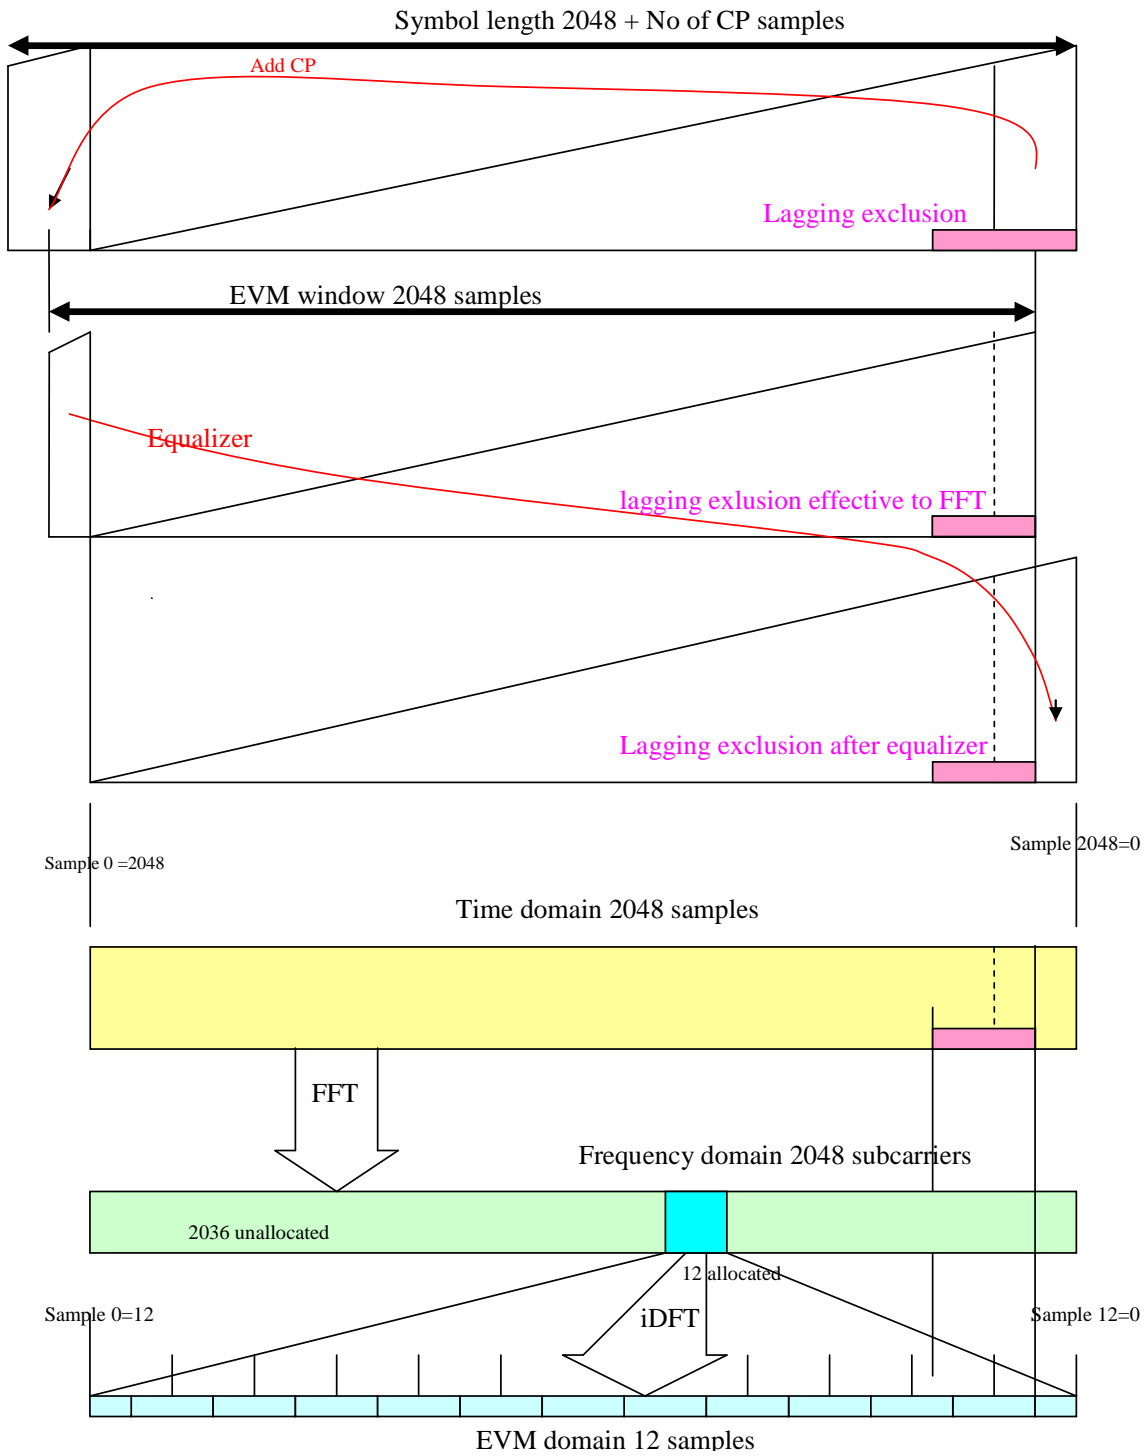 Symbol length 2048 + No of CP samples
Add CP
Lagging exclusion
EVM window 2048 samples
Equalizer
lagging exlusion effective to FFT
Lagging exclusion after equalizer
Sample 2048=0
Sample 0 =2048
Time domain 2048 samples
FFT
Frequency domain 2048 subcarriers
2036 unallocated
12 allocated
Sample 0=12
iDFT
Sample 12=0
EVM domain 12 samples